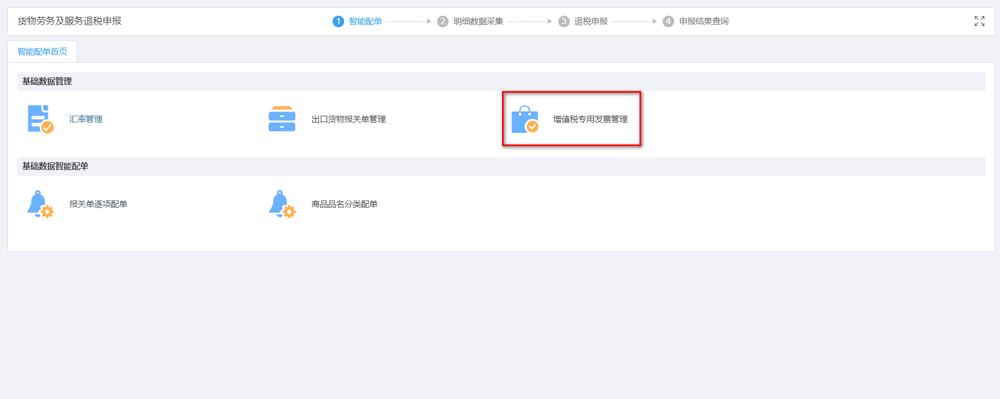 货物劳务及服务退税申报
1 智能配单 2 明细数据采集 3 退税申报 4 申报结果查询
智能配单首页
基础数据管理
汇率管理 出口货物报关单管理 增值税专用发票管理
基础数据智能配单
报关单逐项配单 商品品名分类配单